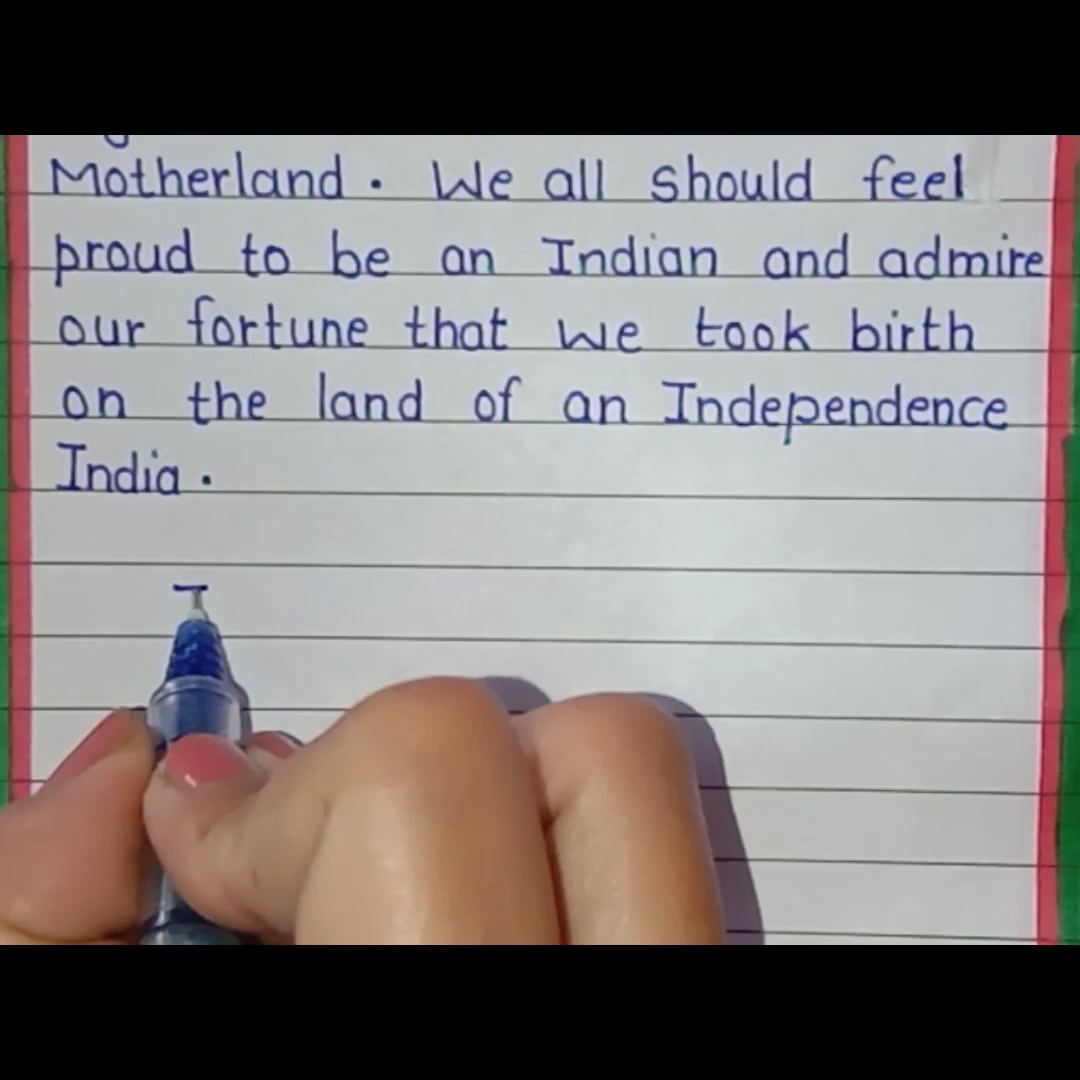 Motherland. We all should feel
proud to be an Indian and admire
our fortune that we took birth
on the land of an Independence
India.